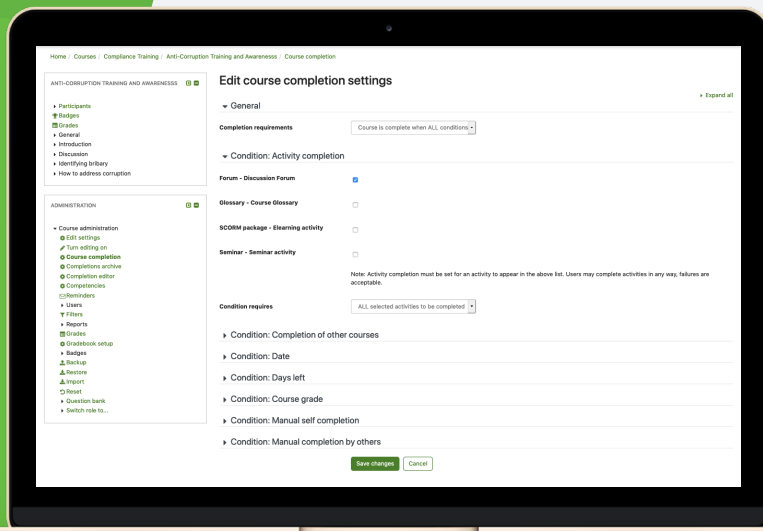 Home / Courses / Compliance Training / Anti-Corruption Training and Awarenesss / Course completion
ANTI-CORRUPTION TRAINING AND AWARENESSS
Participants
Badges
Grades
General
Introduction
Discussion
Identifying bribary
How to address corruption
ADMINISTRATION
Course administration
Edit settings
Turn editing on
Course completion
Completions archive
Completion editor
Competencies
Reminders
Users
Filters
Reports
Grades
Gradebook setup
Badges
Backup
Restore
Import
Reset
Question bank
Switch role to...
Edit course completion settings
Expand all
General
Completion requirements
Course is complete when ALL conditions
Condition: Activity completion
Forum - Discussion Forum
Glossary - Course Glossary
SCORM package - Elearning activity
Seminar - Seminar activity
Note: Activity completion must be set for an activity to appear in the above list. Users may complete activities in any way, failures are
acceptable.
Condition requires
ALL selected activities to be completed
Condition: Completion of other courses
Condition: Date
Condition: Days left
Condition: Course grade
Condition: Manual self completion
Condition: Manual completion by others
Save changes
Cancel